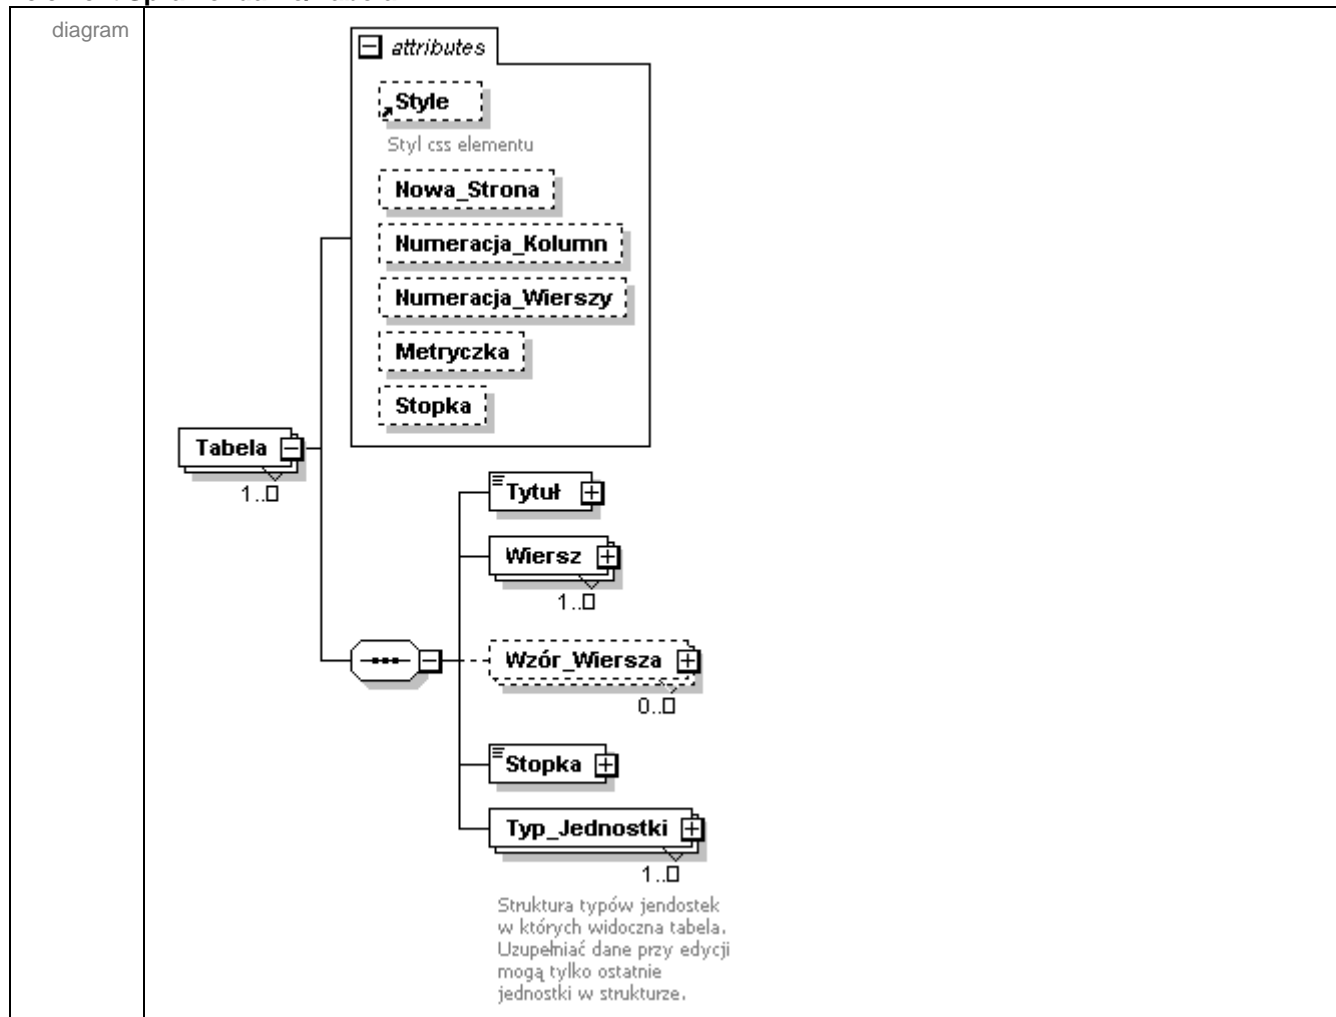 diagram
attributes
Style
Styl css elementu
Nowa_Strona
Numeracja_Kolumn
Numeracja_Wierszy
Metryczka
Stopka
Tabela
1..
Tytuł
Wiersz
1..
Wzór_Wiersza
0..
Stopka
Typ_Jednostki
1..
Struktura typów jendostek
w których widoczna tabela.
Uzupełniać dane przy edycji
mogą tylko ostatnie
jednostki w strukturze.